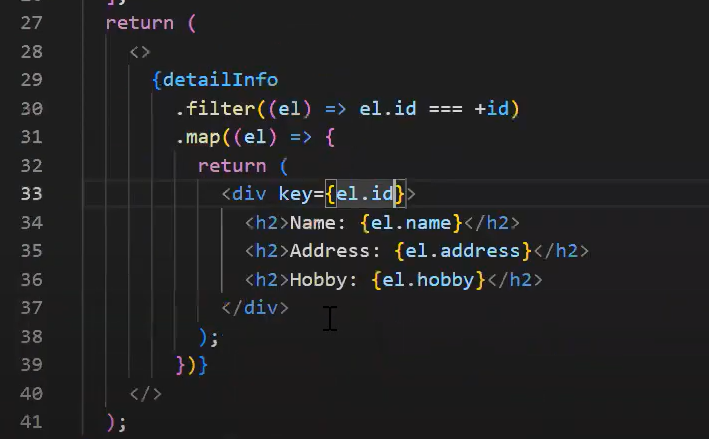 27 return (
28 <>
29 {detailInfo
30 .filter((el) => el.id === +id)
31 .map((el) => {
32 return (
33 <div key={el.id}>
34 <h2>Name: {el.name}</h2>
35 <h2>Address: {el.address}</h2>
36 <h2>Hobby: {el.hobby}</h2>
37 </div>
38 );
39 })}
40 </>
41 );